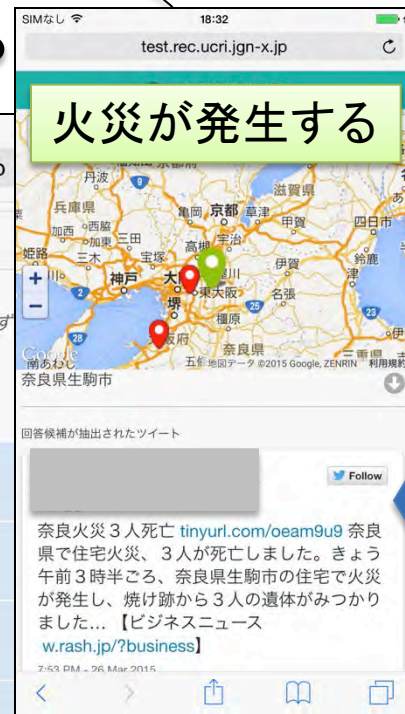 SIMなし 18:32
test.rec.ucri.jgn-x.jp
火災が発生する
丹波
滋賀県
兵庫県
亀岡 京都 草津
甲賀
四日市
加西 西脇
加東 三田
高槻 宇治
姫路
三木 宝塚
伊賀
鈴鹿
津
神戸 大
東大阪
名張
堺
橿原
奈良県
南あわじ
地図データ ©2015 Google, ZENRIN 利用規約
奈良県生駒市
回答候補が抽出されたツイート
Follow
奈良火災３人死亡 tinyurl.com/oeam9u9 奈良
県で住宅火災、３人が死亡しました。きょう
午前３時半ごろ、奈良県生駒市の住宅で火災
が発生し、焼け跡から３人の遺体がみつかり
ました... 【ビジネスニュース
w.rash.jp/?business】
7:53 PM - 26 Mar 2015